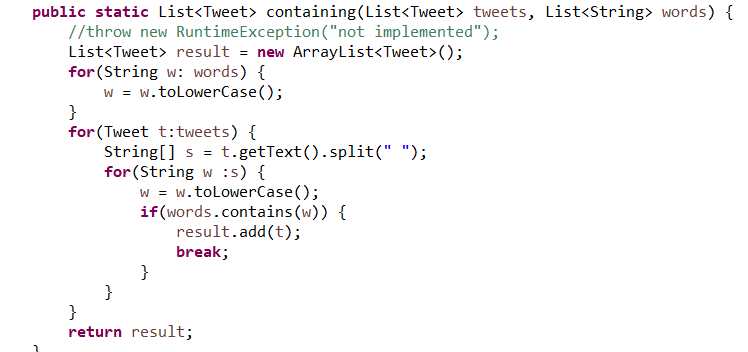 public static List<Tweet> containing(List<Tweet> tweets, List<String> words) {
    //throw new RuntimeException("not implemented");
    List<Tweet> result = new ArrayList<Tweet>();
    for(String w: words) {
        w = w.toLowerCase();
    }
    for(Tweet t:tweets) {
        String[] s = t.getText().split(" ");
        for(String w :s) {
            w = w.toLowerCase();
            if(words.contains(w)) {
                result.add(t);
                break;
            }
        }
    }
    return result;
}